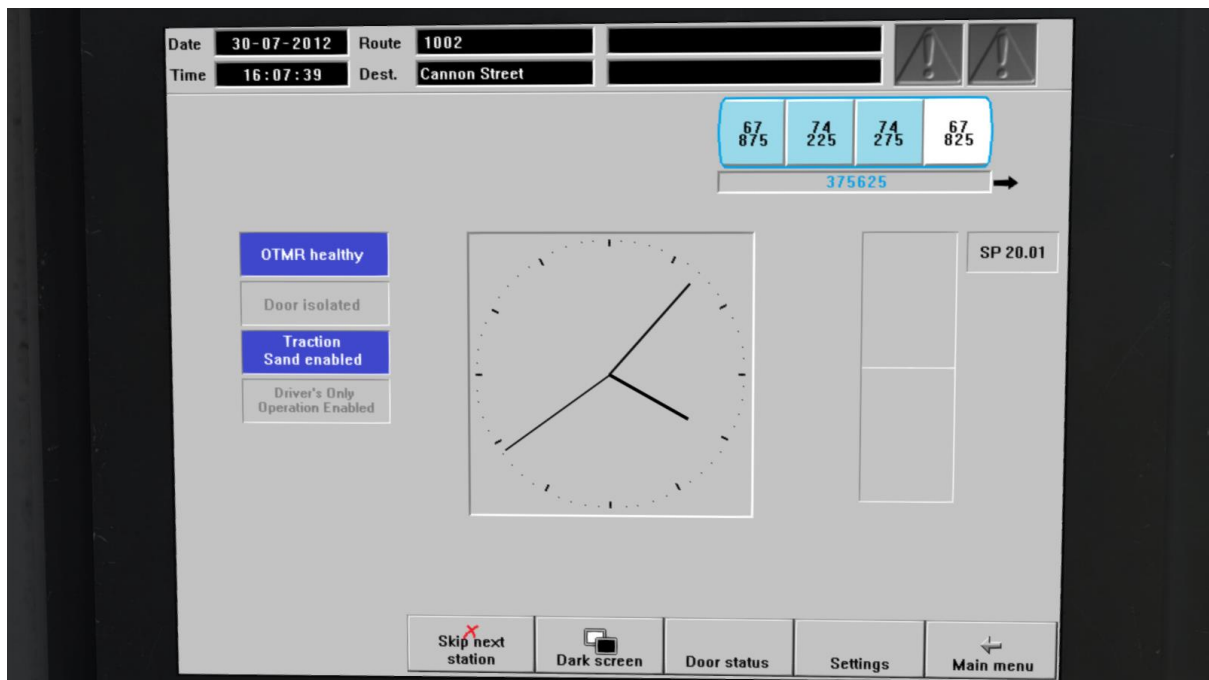 Date 30-07-2012 Route 1002
Time 16:07:39 Dest. Cannon Street
67 74 74 67
875 225 275 825
375625
OTMR healthy
SP 20.01
Door isolated
Traction
Sand enabled
Driver's Only
Operation Enabled
Skip next
station
Dark screen
Door status
Settings
Main menu